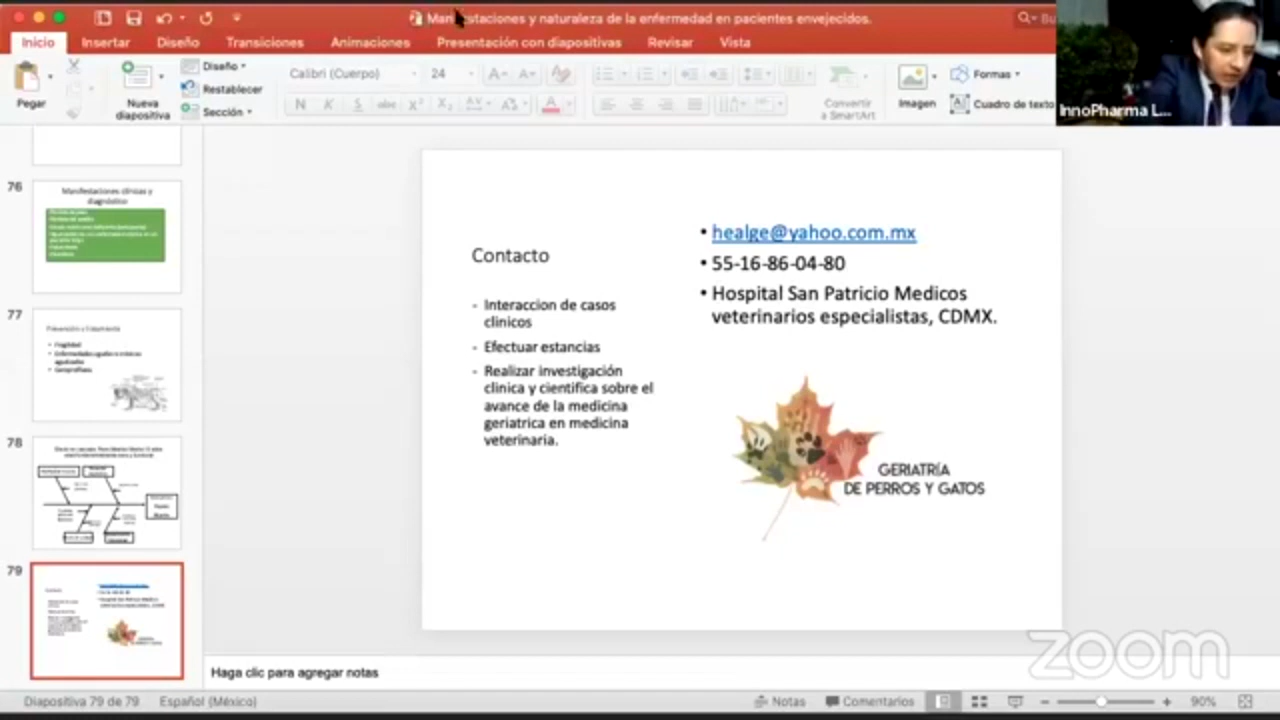 Manifestaciones y naturaleza de la enfermedad en pacientes envejecidos.
Inicio
Insertar
Diseño
Transiciones
Animaciones
Presentación con diapositivas
Revisar
Vista
Pegar
Nueva
diapositiva
Diseño
Restablecer
Sección
Calibri (Cuerpo)
24
Convertir
a SmartArt
Imagen
Formas
Cuadro de texto
InnoPharma L...
76
Manifestaciones clínicas y
diagnóstico
77
Prevención y tratamiento
78
79
Contacto
- Interaccion de casos
clinicos
- Efectuar estancias
- Realizar investigación
clinica y cientifica sobre el
avance de la medicina
geriatrica en medicina
veterinaria.
• healge@yahoo.com.mx
• 55-16-86-04-80
• Hospital San Patricio Medicos
veterinarios especialistas, CDMX.
GERIATRÍA
DE PERROS Y GATOS
zoom
Haga clic para agregar notas
Diapositiva 79 de 79
Español (México)
Notas
Comentarios
90%